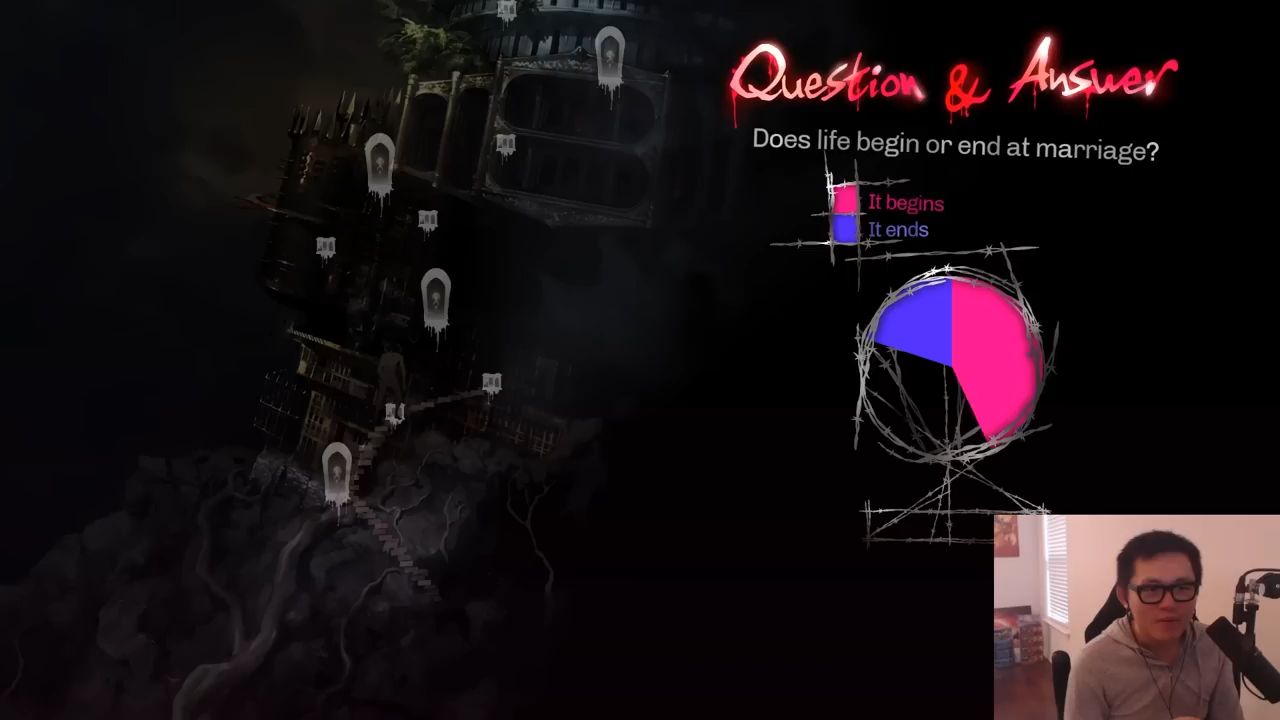 Question & Answer
Does life begin or end at marriage?
It begins
It ends